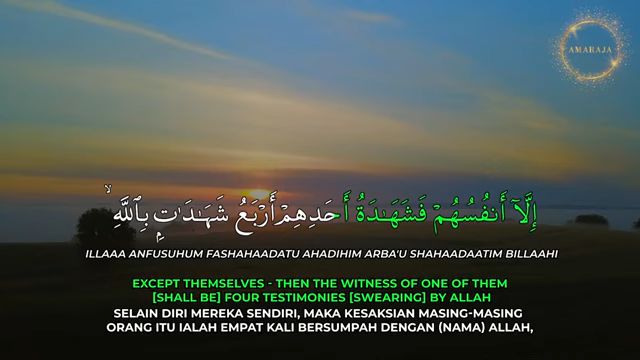 AMARAJA
إِلَّآ أَنفُسُهُمْ فَشَهَـٰدَةُ أَحَدِهِمْ أَرْبَعُ شَهَـٰدَٰتٍۭ بِٱللَّهِ ۙ
ILLAAA ANFUSUHUM FASHAHAADATU AHADIHIM ARBA'U SHAHAADAATIM BILLAAHI
EXCEPT THEMSELVES - THEN THE WITNESS OF ONE OF THEM
[SHALL BE] FOUR TESTIMONIES [SWEARING] BY ALLAH
SELAIN DIRI MEREKA SENDIRI, MAKA KESAKSIAN MASING-MASING
ORANG ITU IALAH EMPAT KALI BERSUMPAH DENGAN (NAMA) ALLAH,